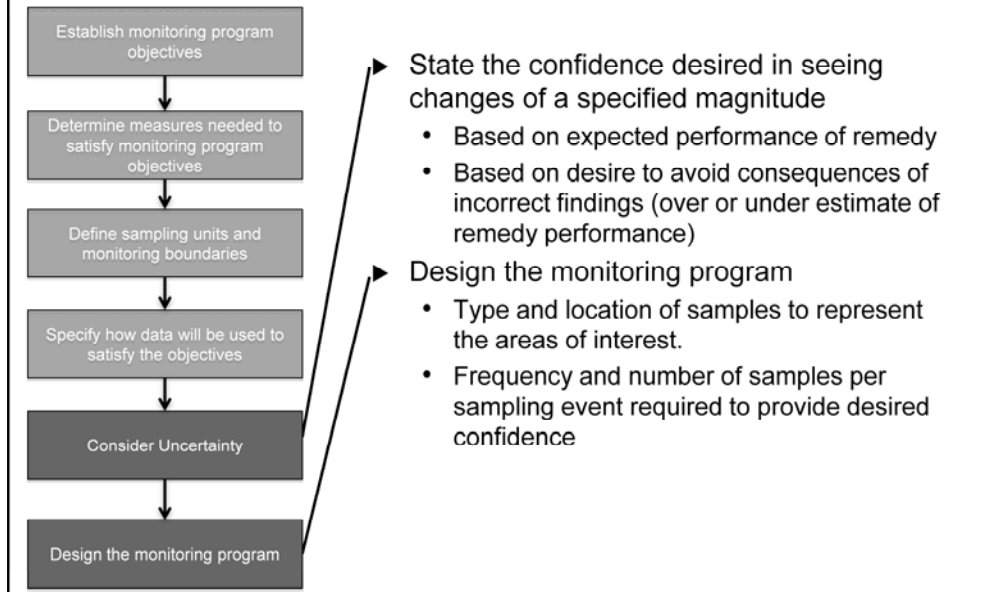 Establish monitoring program
objectives
Determine measures needed to
satisfy monitoring program
objectives
Define sampling units and
monitoring boundaries
Specify how data will be used to
satisfy the objectives
Consider Uncertainty
Design the monitoring program
► State the confidence desired in seeing
changes of a specified magnitude
• Based on expected performance of remedy
• Based on desire to avoid consequences of
incorrect findings (over or under estimate of
remedy performance)
► Design the monitoring program
• Type and location of samples to represent
the areas of interest.
• Frequency and number of samples per
sampling event required to provide desired
confidence